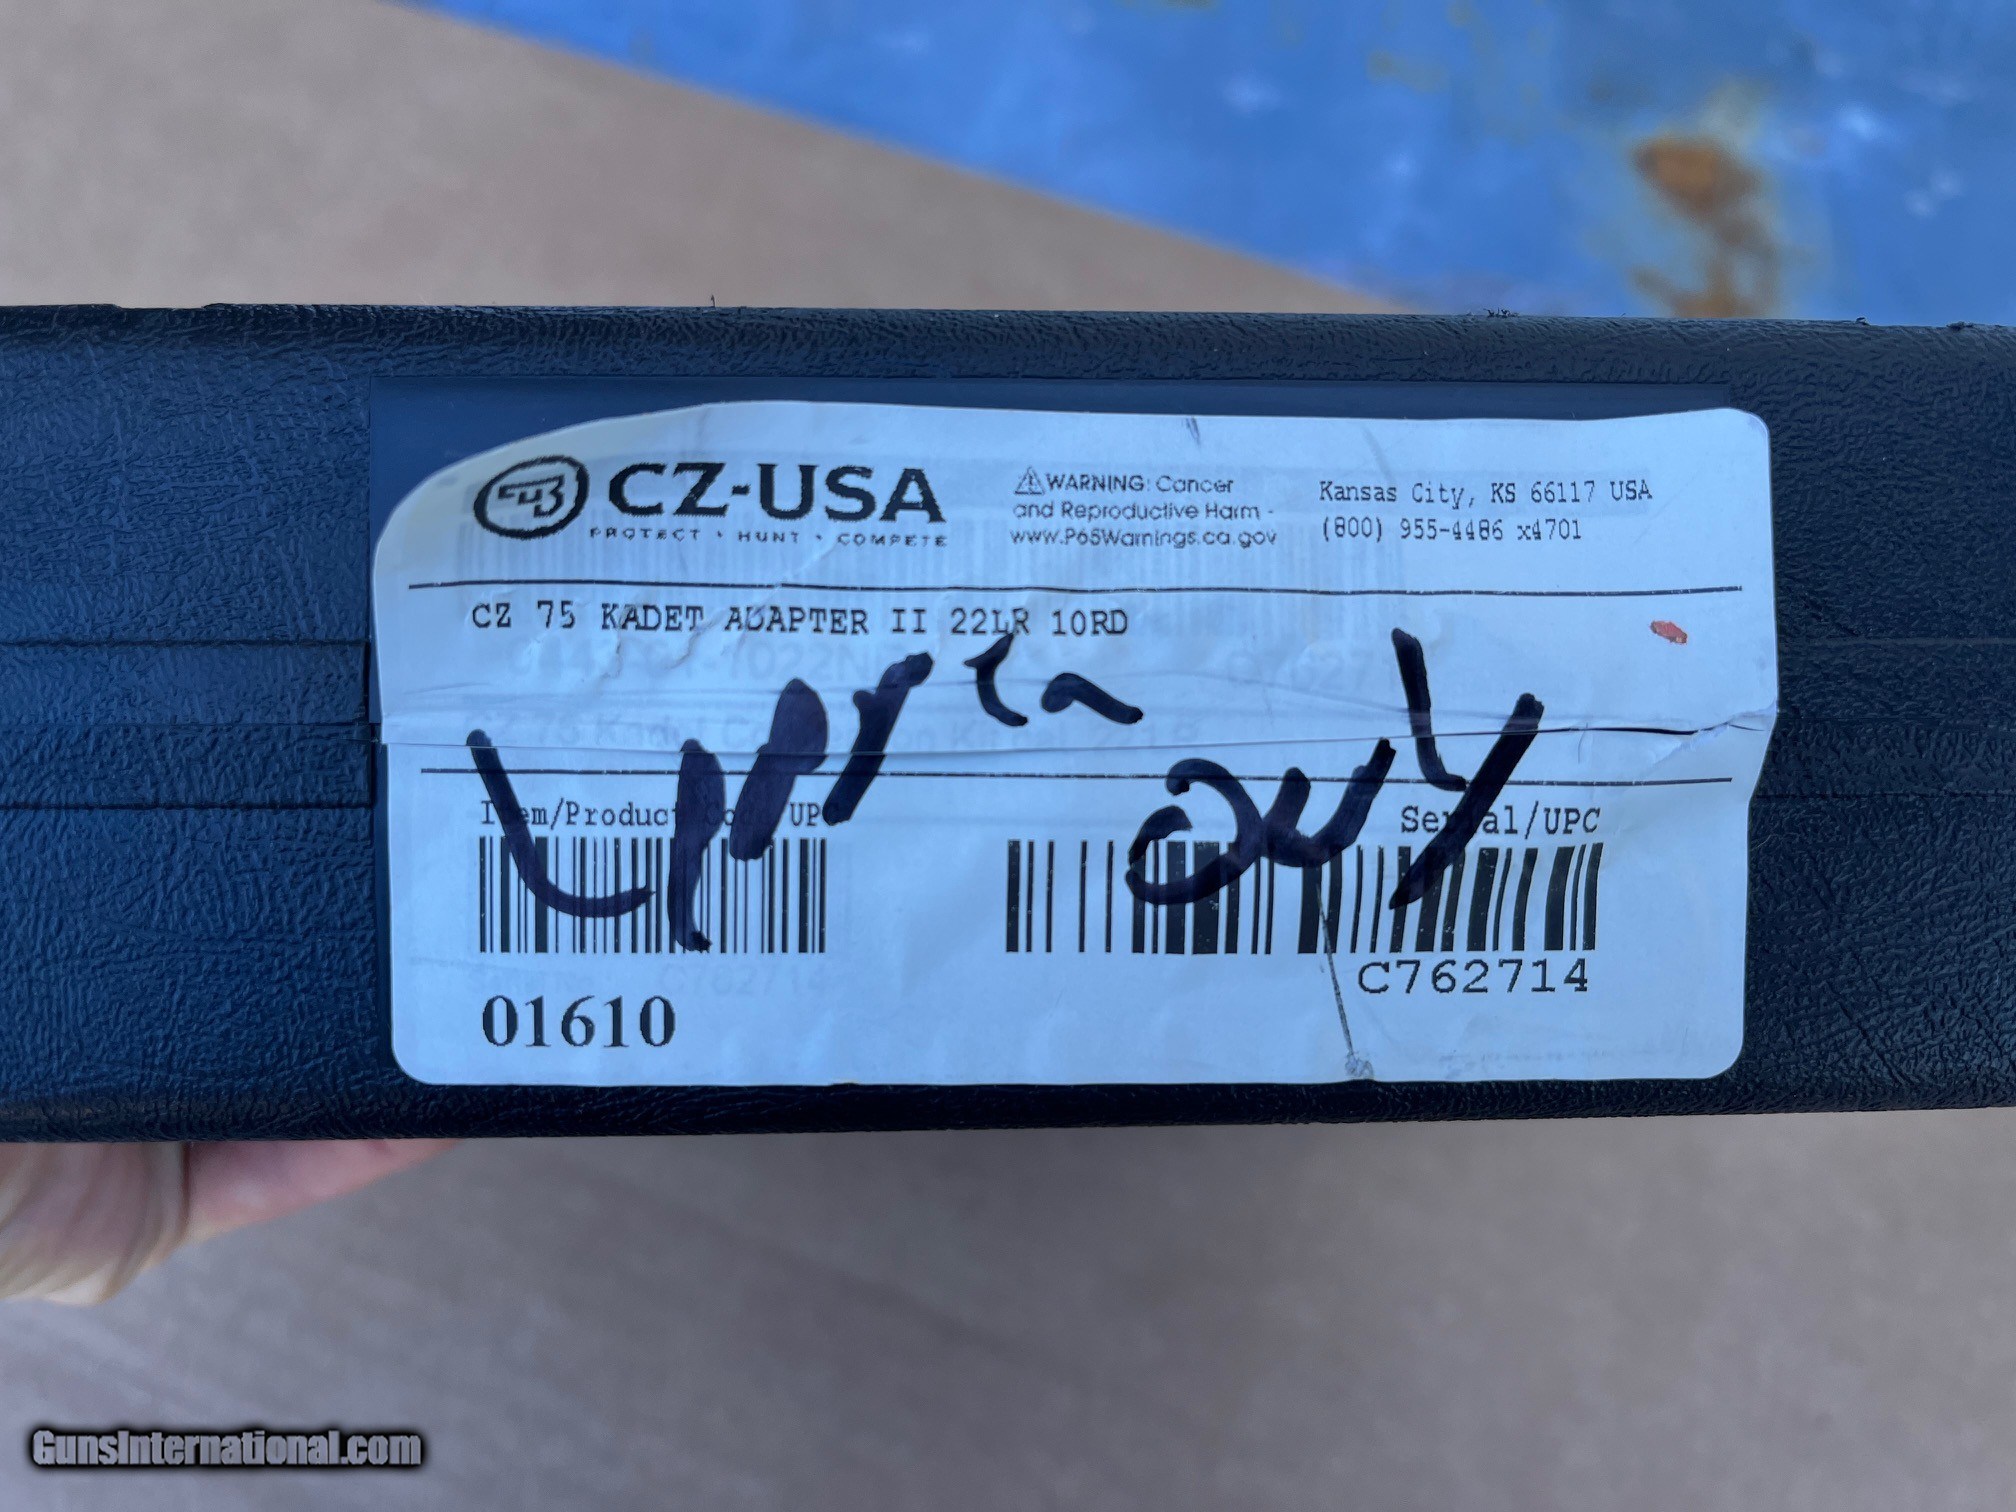 CZ-USA
PROTECT • HUNT • COMPETE
⚠WARNING: Cancer
and Reproductive Harm -
www.P65Warnings.ca.gov
Kansas City, KS 66117 USA
(800) 955-4486 x4701
CZ 75 KADET ADAPTER II 22LR 10RD
only
Item/Product Code/UPC
Serial/UPC
C762714
01610
GunsInternational.com